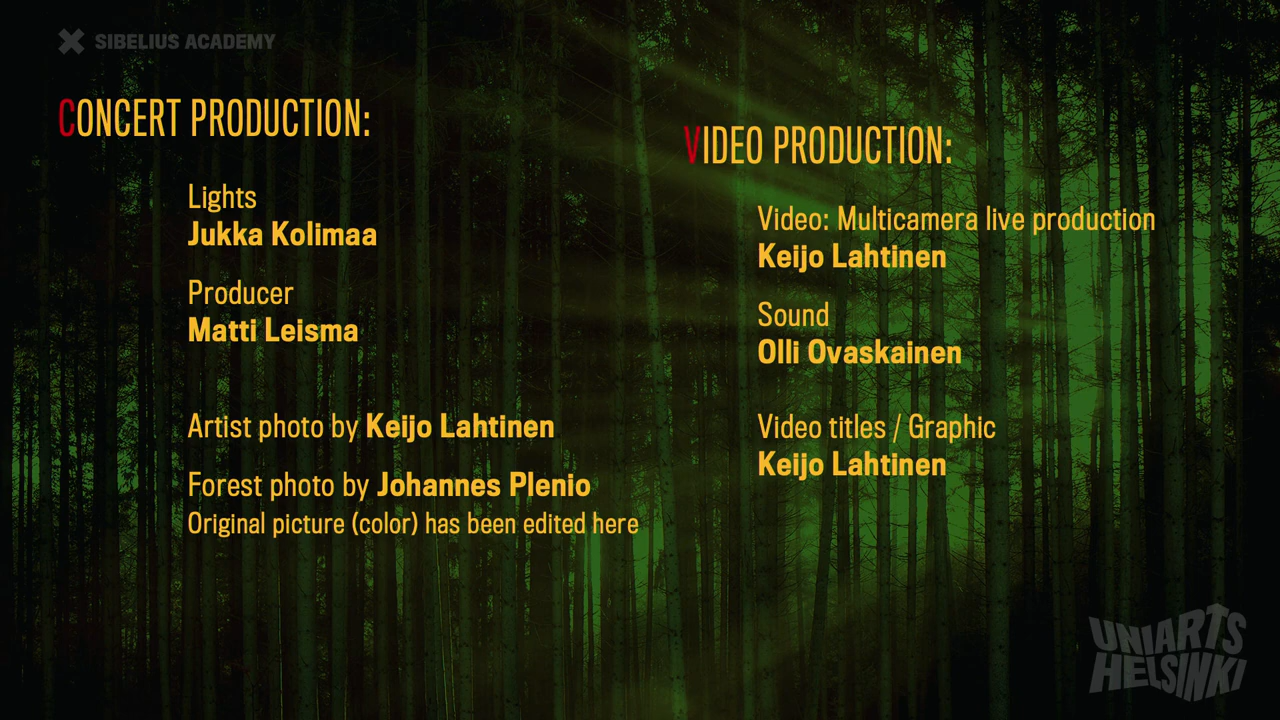 SIBELIUS ACADEMY
CONCERT PRODUCTION:
Lights
Jukka Kolimaa
Producer
Matti Leisma
Artist photo by Keijo Lahtinen
Forest photo by Johannes Plenio
Original picture (color) has been edited here
VIDEO PRODUCTION:
Video: Multicamera live production
Keijo Lahtinen
Sound
Olli Ovaskainen
Video titles / Graphic
Keijo Lahtinen
UNIARTS
HELSINKI